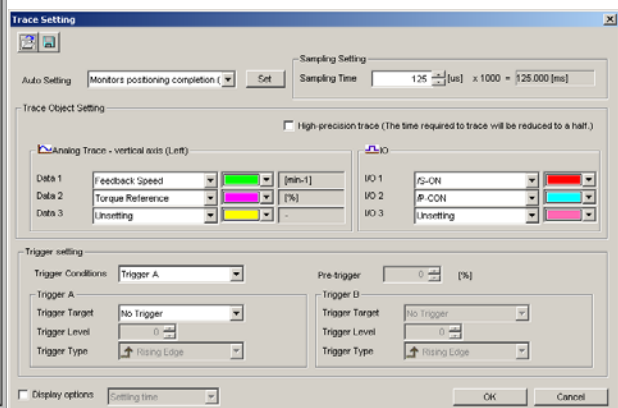 Trace Setting
Auto Setting Monitors positioning completion ( Set
Sampling Setting
Sampling Time 125 [us] x 1000 = 125.000 [ms]
Trace Object Setting
High-precision trace (The time required to trace will be reduced to a half.)
Analog Trace - vertical axis (Left)
Data 1 Feedback Speed [min-1]
Data 2 Torque Reference [%]
Data 3 Unsetting -
I/O
I/O 1 /S-ON
I/O 2 /P-CON
I/O 3 Unsetting
Trigger setting
Trigger Conditions Trigger A
Pre-trigger 0 [%]
Trigger A
Trigger Target No Trigger
Trigger Level 0
Trigger Type Rising Edge
Trigger B
Trigger Target No Trigger
Trigger Level 0
Trigger Type Rising Edge
Display options Settling time
OK Cancel